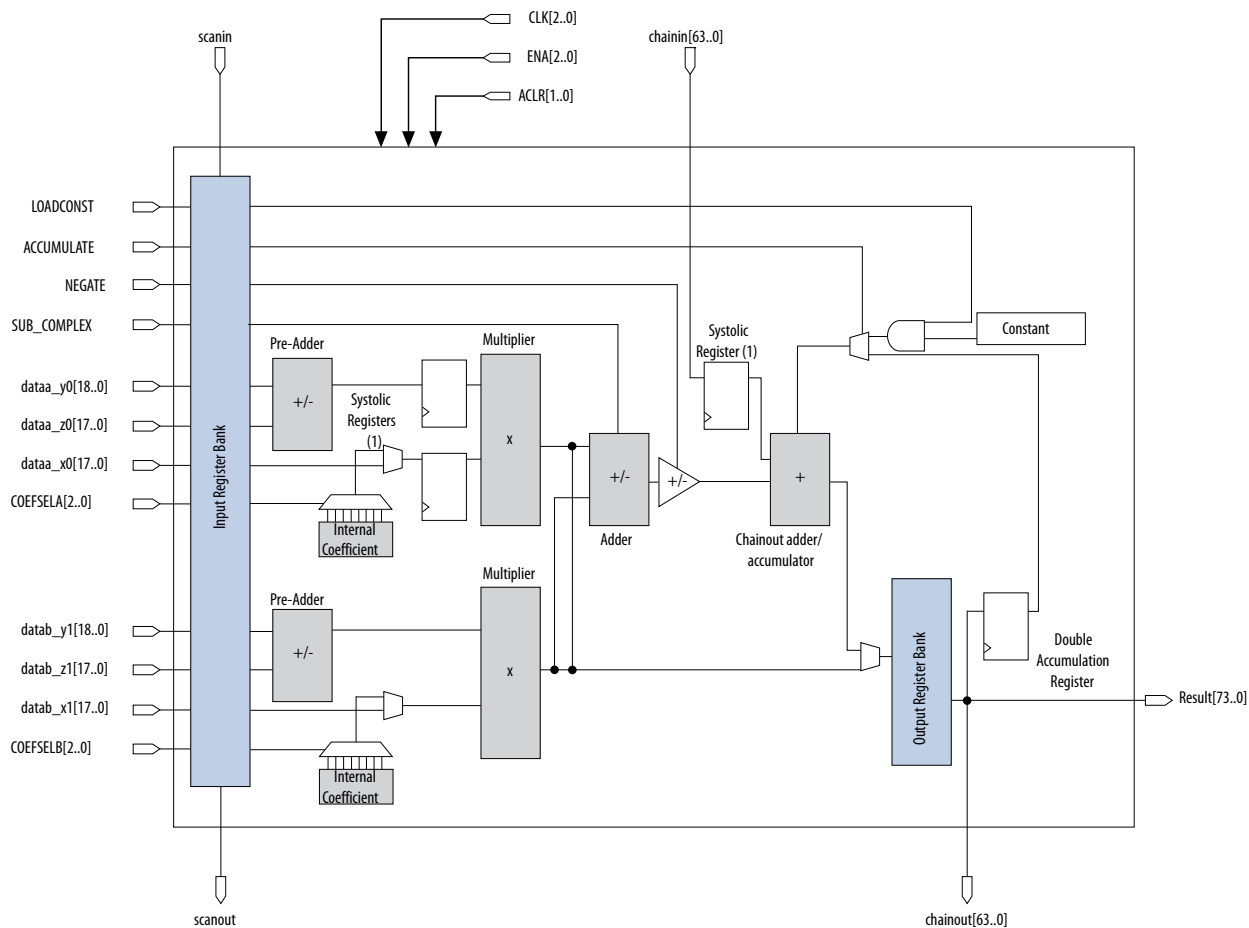 CLK[2..0]
scanin
chainin[63..0]
ENA[2..0]
ACLR[1..0]
LOADCONST
ACCUMULATE
NEGATE
SUB_COMPLEX
dataa_y0[18..0]
dataa_z0[17..0]
dataa_x0[17..0]
COEFSELA[2..0]
datab_y1[18..0]
datab_z1[17..0]
datab_x1[17..0]
COEFSELB[2..0]
Input Register Bank
Pre-Adder
+/-
Systolic
Registers
(1)
Internal
Coefficient
Multiplier
x
Pre-Adder
+/-
Internal
Coefficient
Multiplier
x
+/-
Adder
+/-
Systolic
Register (1)
+
Chainout adder/
accumulator
Constant
Output Register Bank
Double
Accumulation
Register
Result[73..0]
scanout
chainout[63..0]